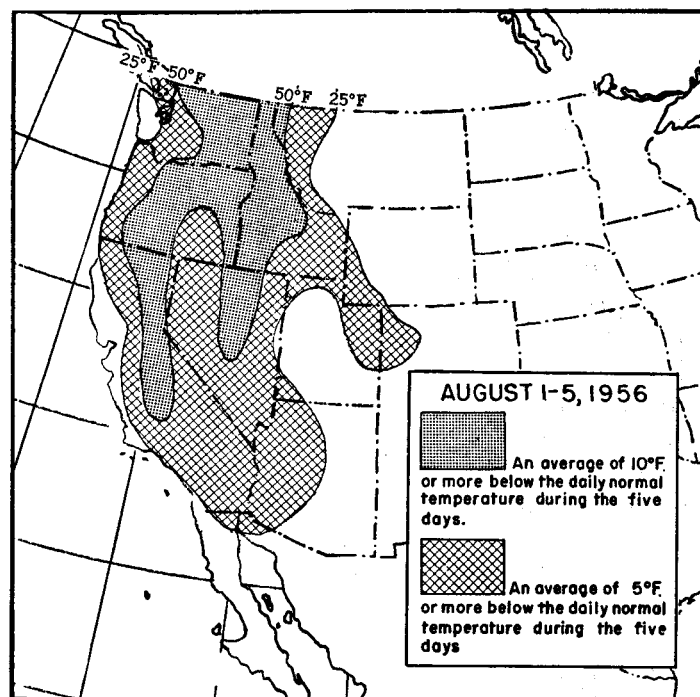 25°F 50°F
50°F 25°F
AUGUST 1-5, 1956
An average of 10°F.
or more below the daily normal
temperature during the five
days.
An average of 5°F.
or more below the daily normal
temperature during the five
days